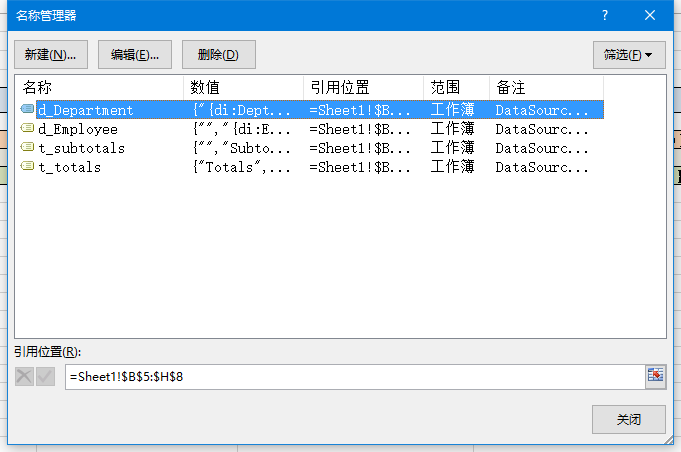 名称管理器
新建(N)... 编辑(E)... 删除(D) 筛选(F)
名称 数值 引用位置 范围 备注
d_Department {"{di:Dept... =Sheet1!$B... 工作簿 DataSourc...
d_Employee {"","{di:E... =Sheet1!$B... 工作簿 DataSourc...
t_subtotals {"","Subto... =Sheet1!$B... 工作簿 DataSourc...
t_totals {"Totals",... =Sheet1!$B... 工作簿 DataSourc...
引用位置(R):
=Sheet1!$B$5:$H$8
关闭